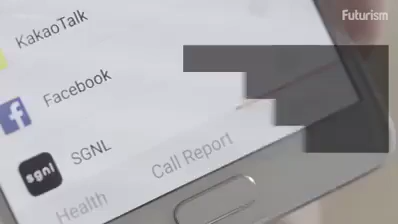 Futurism
KakaoTalk
Facebook
sgnl
SGNL
Call Report
Health